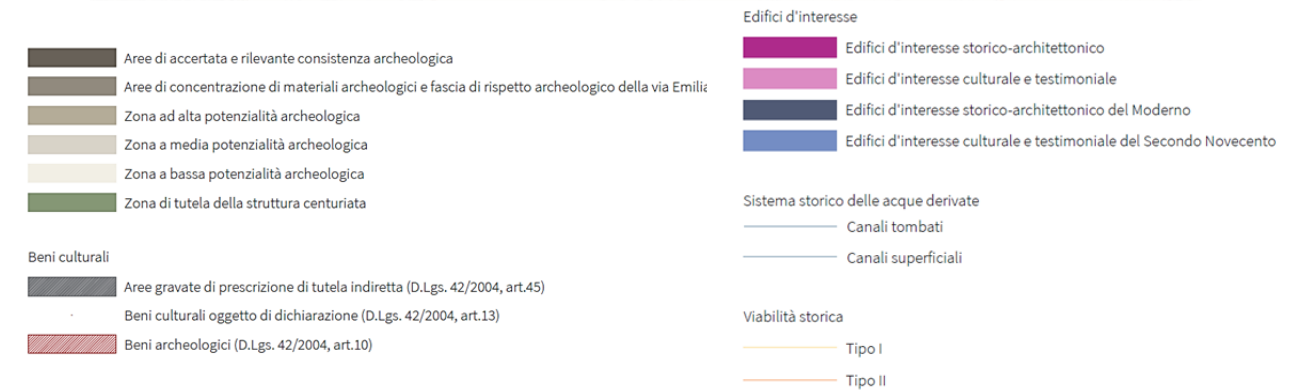 Aree di accertata e rilevante consistenza archeologica
Aree di concentrazione di materiali archeologici e fascia di rispetto archeologico della via Emilia
Zona ad alta potenzialità archeologica
Zona a media potenzialità archeologica
Zona a bassa potenzialità archeologica
Zona di tutela della struttura centuriata
Beni culturali
Aree gravate di prescrizione di tutela indiretta (D.Lgs. 42/2004, art.45)
Beni culturali oggetto di dichiarazione (D.Lgs. 42/2004, art.13)
Beni archeologici (D.Lgs. 42/2004, art.10)
Edifici d'interesse
Edifici d'interesse storico-architettonico
Edifici d'interesse culturale e testimoniale
Edifici d'interesse storico-architettonico del Moderno
Edifici d'interesse culturale e testimoniale del Secondo Novecento
Sistema storico delle acque derivate
Canali tombati
Canali superficiali
Viabilità storica
Tipo I
Tipo II